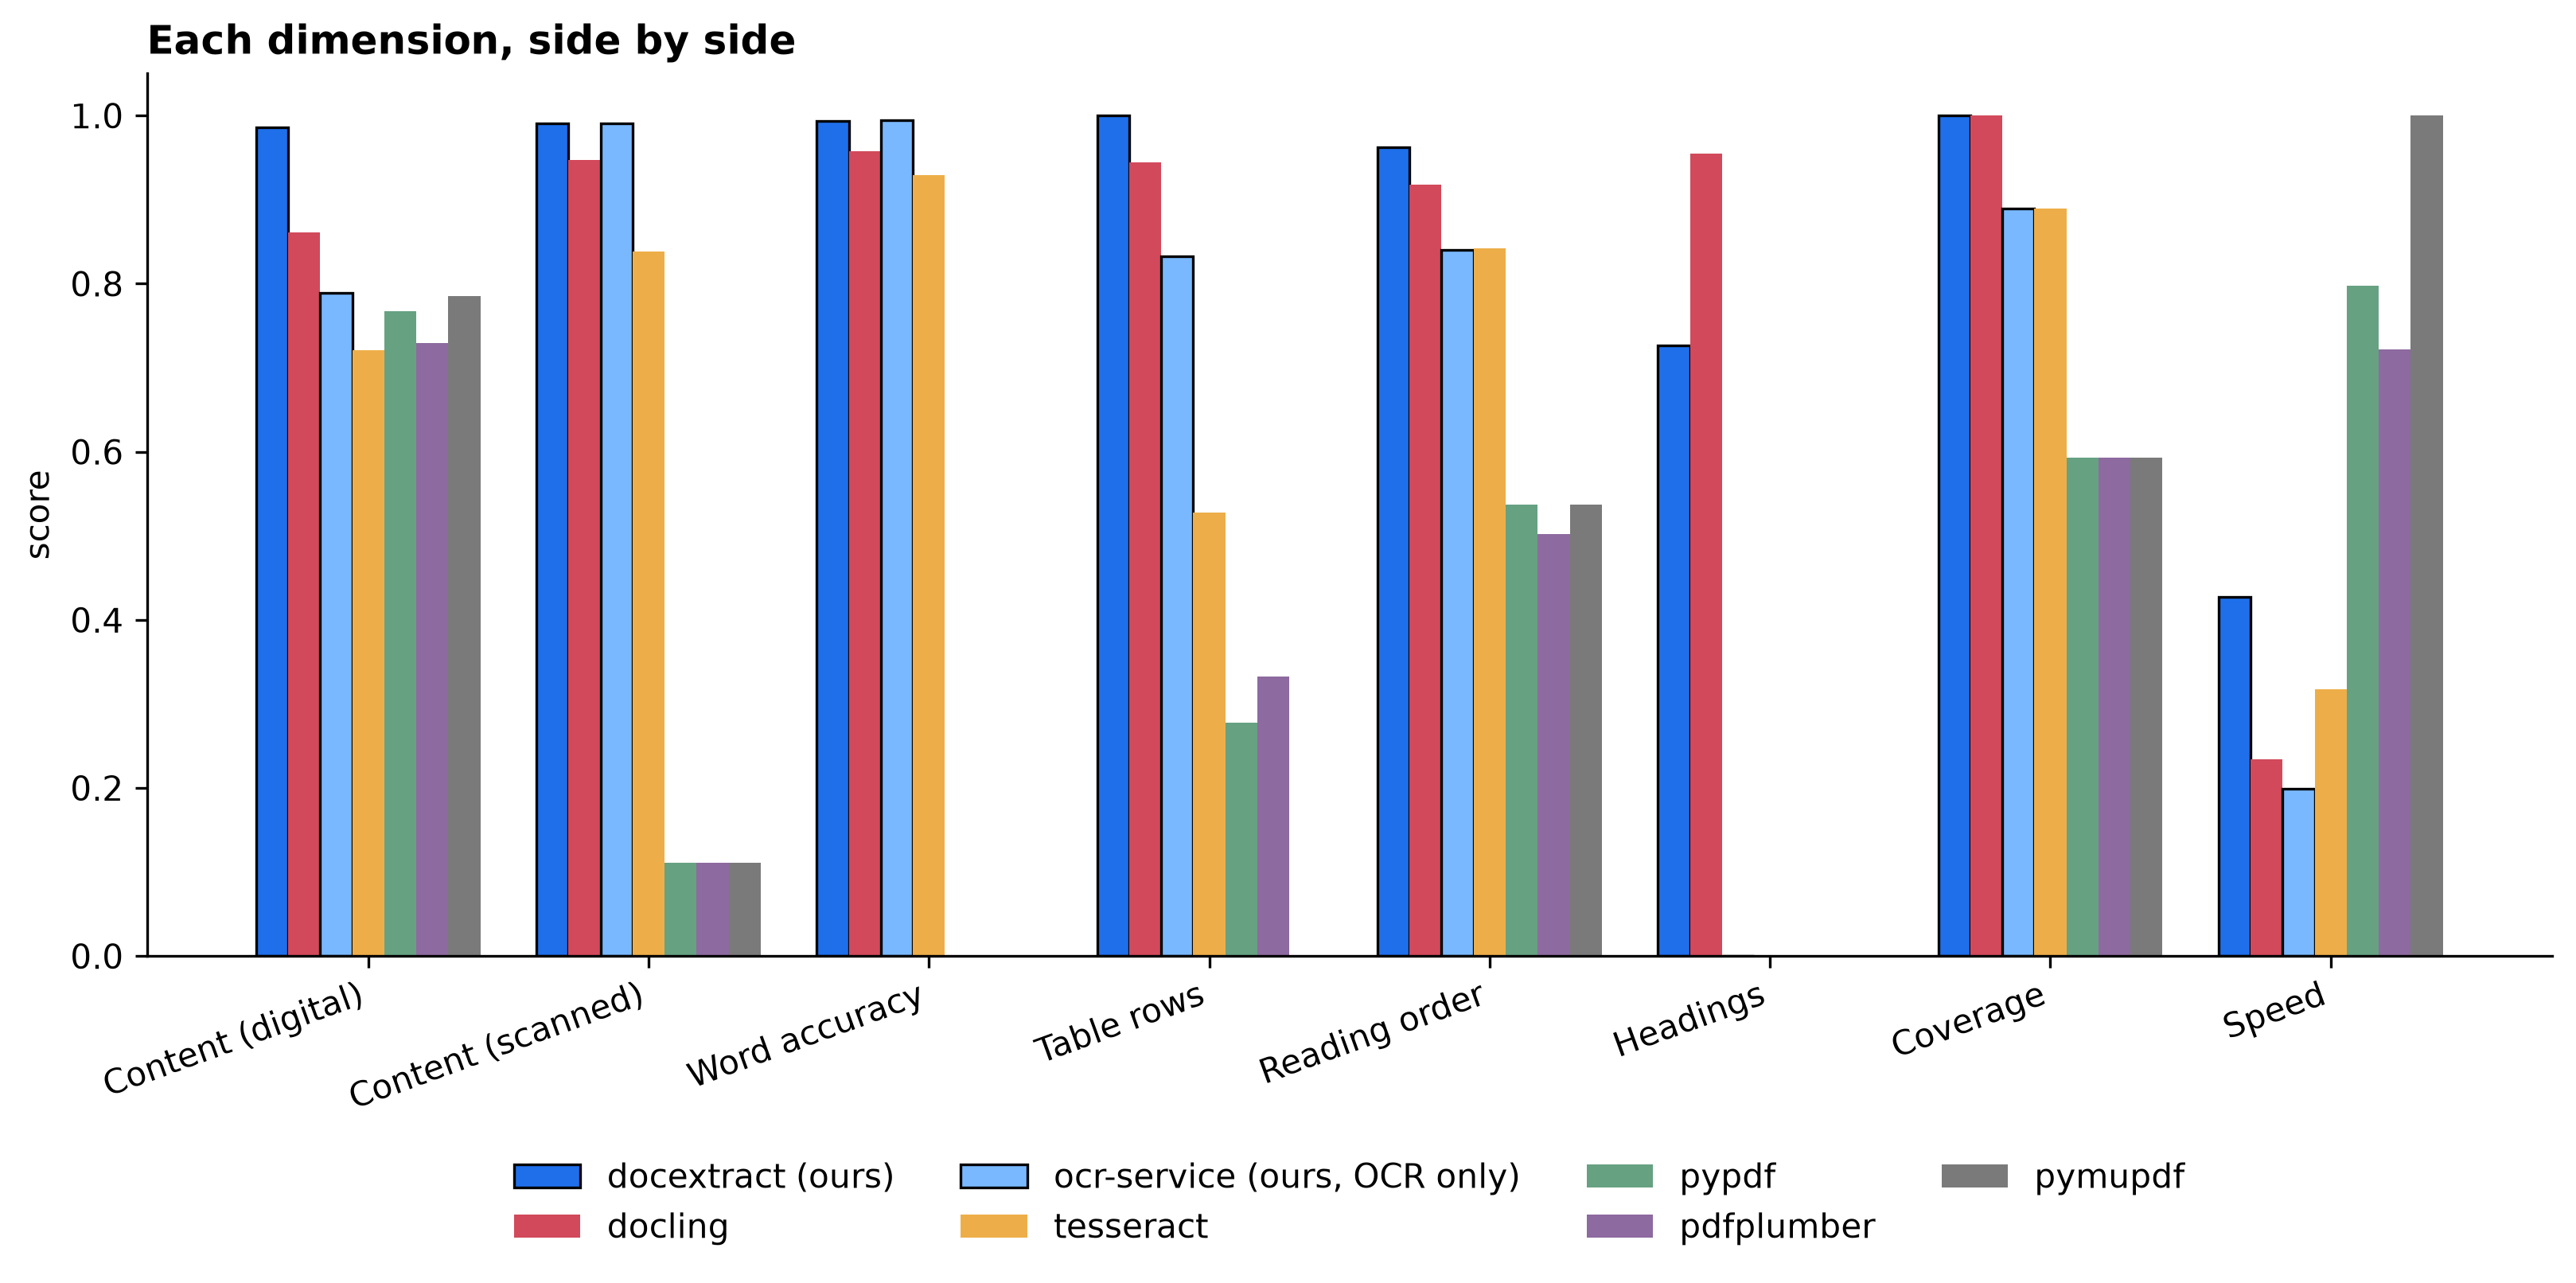 Each dimension, side by side
score
1.0
0.8
0.6
0.4
0.2
0.0
Content (digital)
Content (scanned)
Word accuracy
Table rows
Reading order
Headings
Coverage
Speed
docextract (ours)
docling
ocr-service (ours, OCR only)
tesseract
pypdf
pdfplumber
pymupdf